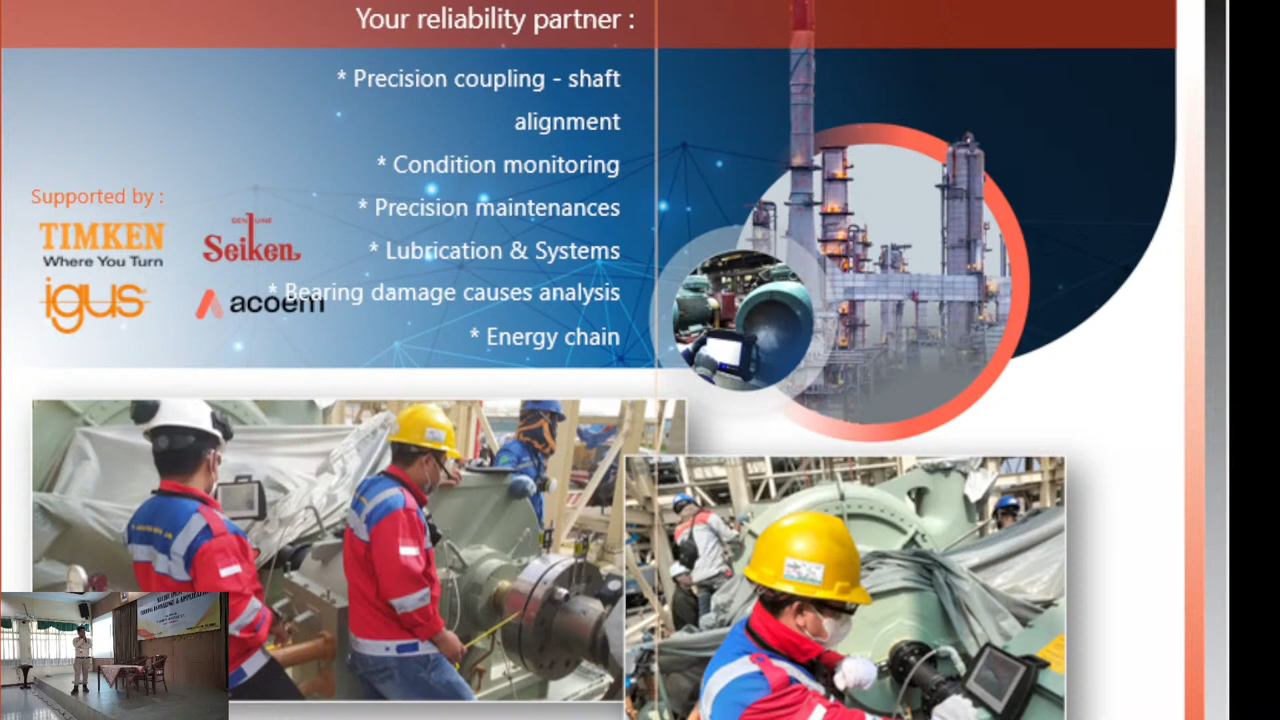 Your reliability partner :
* Precision coupling - shaft
alignment
* Condition monitoring
* Precision maintenances
* Lubrication & Systems
* Bearing damage causes analysis
* Energy chain
Supported by :
TIMKEN
Where You Turn
GENUINE
Seiken
igus
acoem